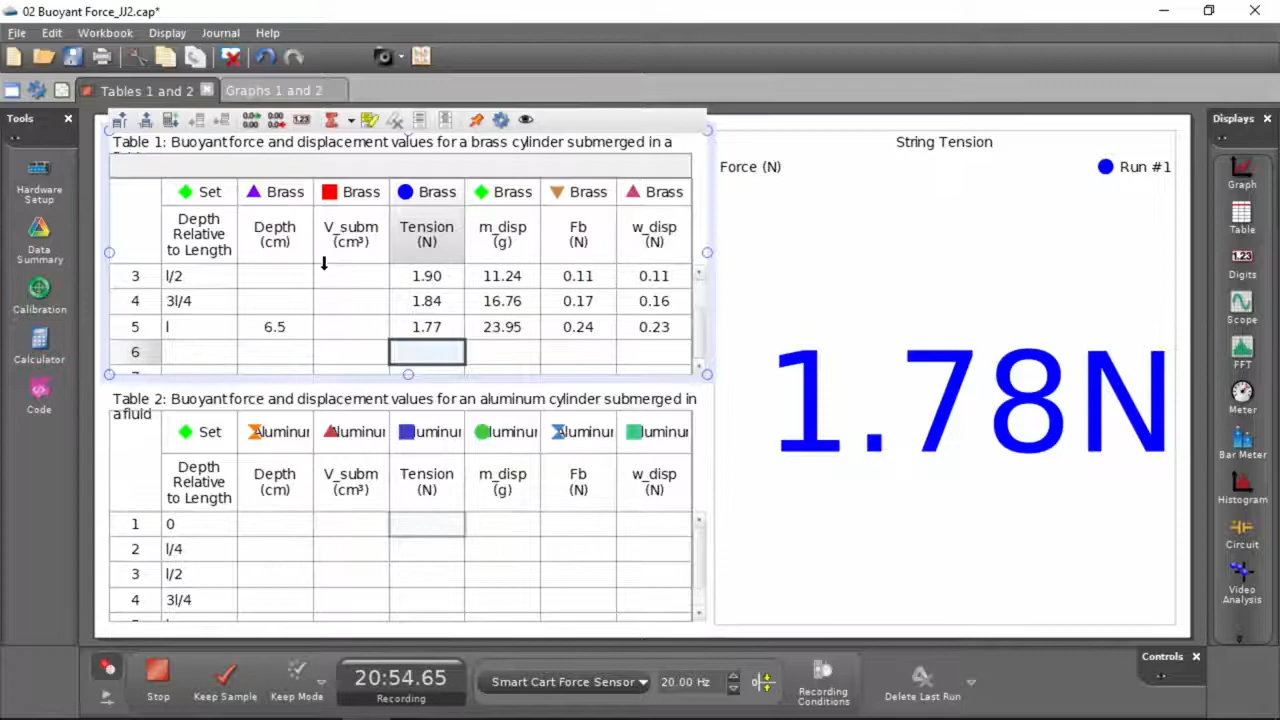 02 Buoyant Force_JJ2.cap*
File Edit Workbook Display Journal Help
Tables 1 and 2 Graphs 1 and 2
Tools
Displays
Hardware Setup
Data Summary
Calibration
Calculator
Code
Table 1: Buoyant force and displacement values for a brass cylinder submerged in a
Set Brass Brass Brass Brass Brass Brass
Depth Relative to Length Depth (cm) V_subm (cm³) Tension (N) m_disp (g) Fb (N) w_disp (N)
3 l/2 1.90 11.24 0.11 0.11
4 3l/4 1.84 16.76 0.17 0.16
5 l 6.5 1.77 23.95 0.24 0.23
6
Table 2: Buoyant force and displacement values for an aluminum cylinder submerged in
a fluid
Set Aluminur Aluminur luminur luminur Aluminur luminur
Depth Relative to Length Depth (cm) V_subm (cm³) Tension (N) m_disp (g) Fb (N) w_disp (N)
1 0
2 l/4
3 l/2
4 3l/4
String Tension
Force (N) Run #1
1.78N
Graph
Table
1.23
Digits
Scope
FFT
Meter
Bar Meter
Histogram
Circuit
Video Analysis
Controls
Stop
Keep Sample
Keep Mode
20:54.65
Recording
Smart Cart Force Sensor
20.00 Hz
Recording Conditions
Delete Last Run